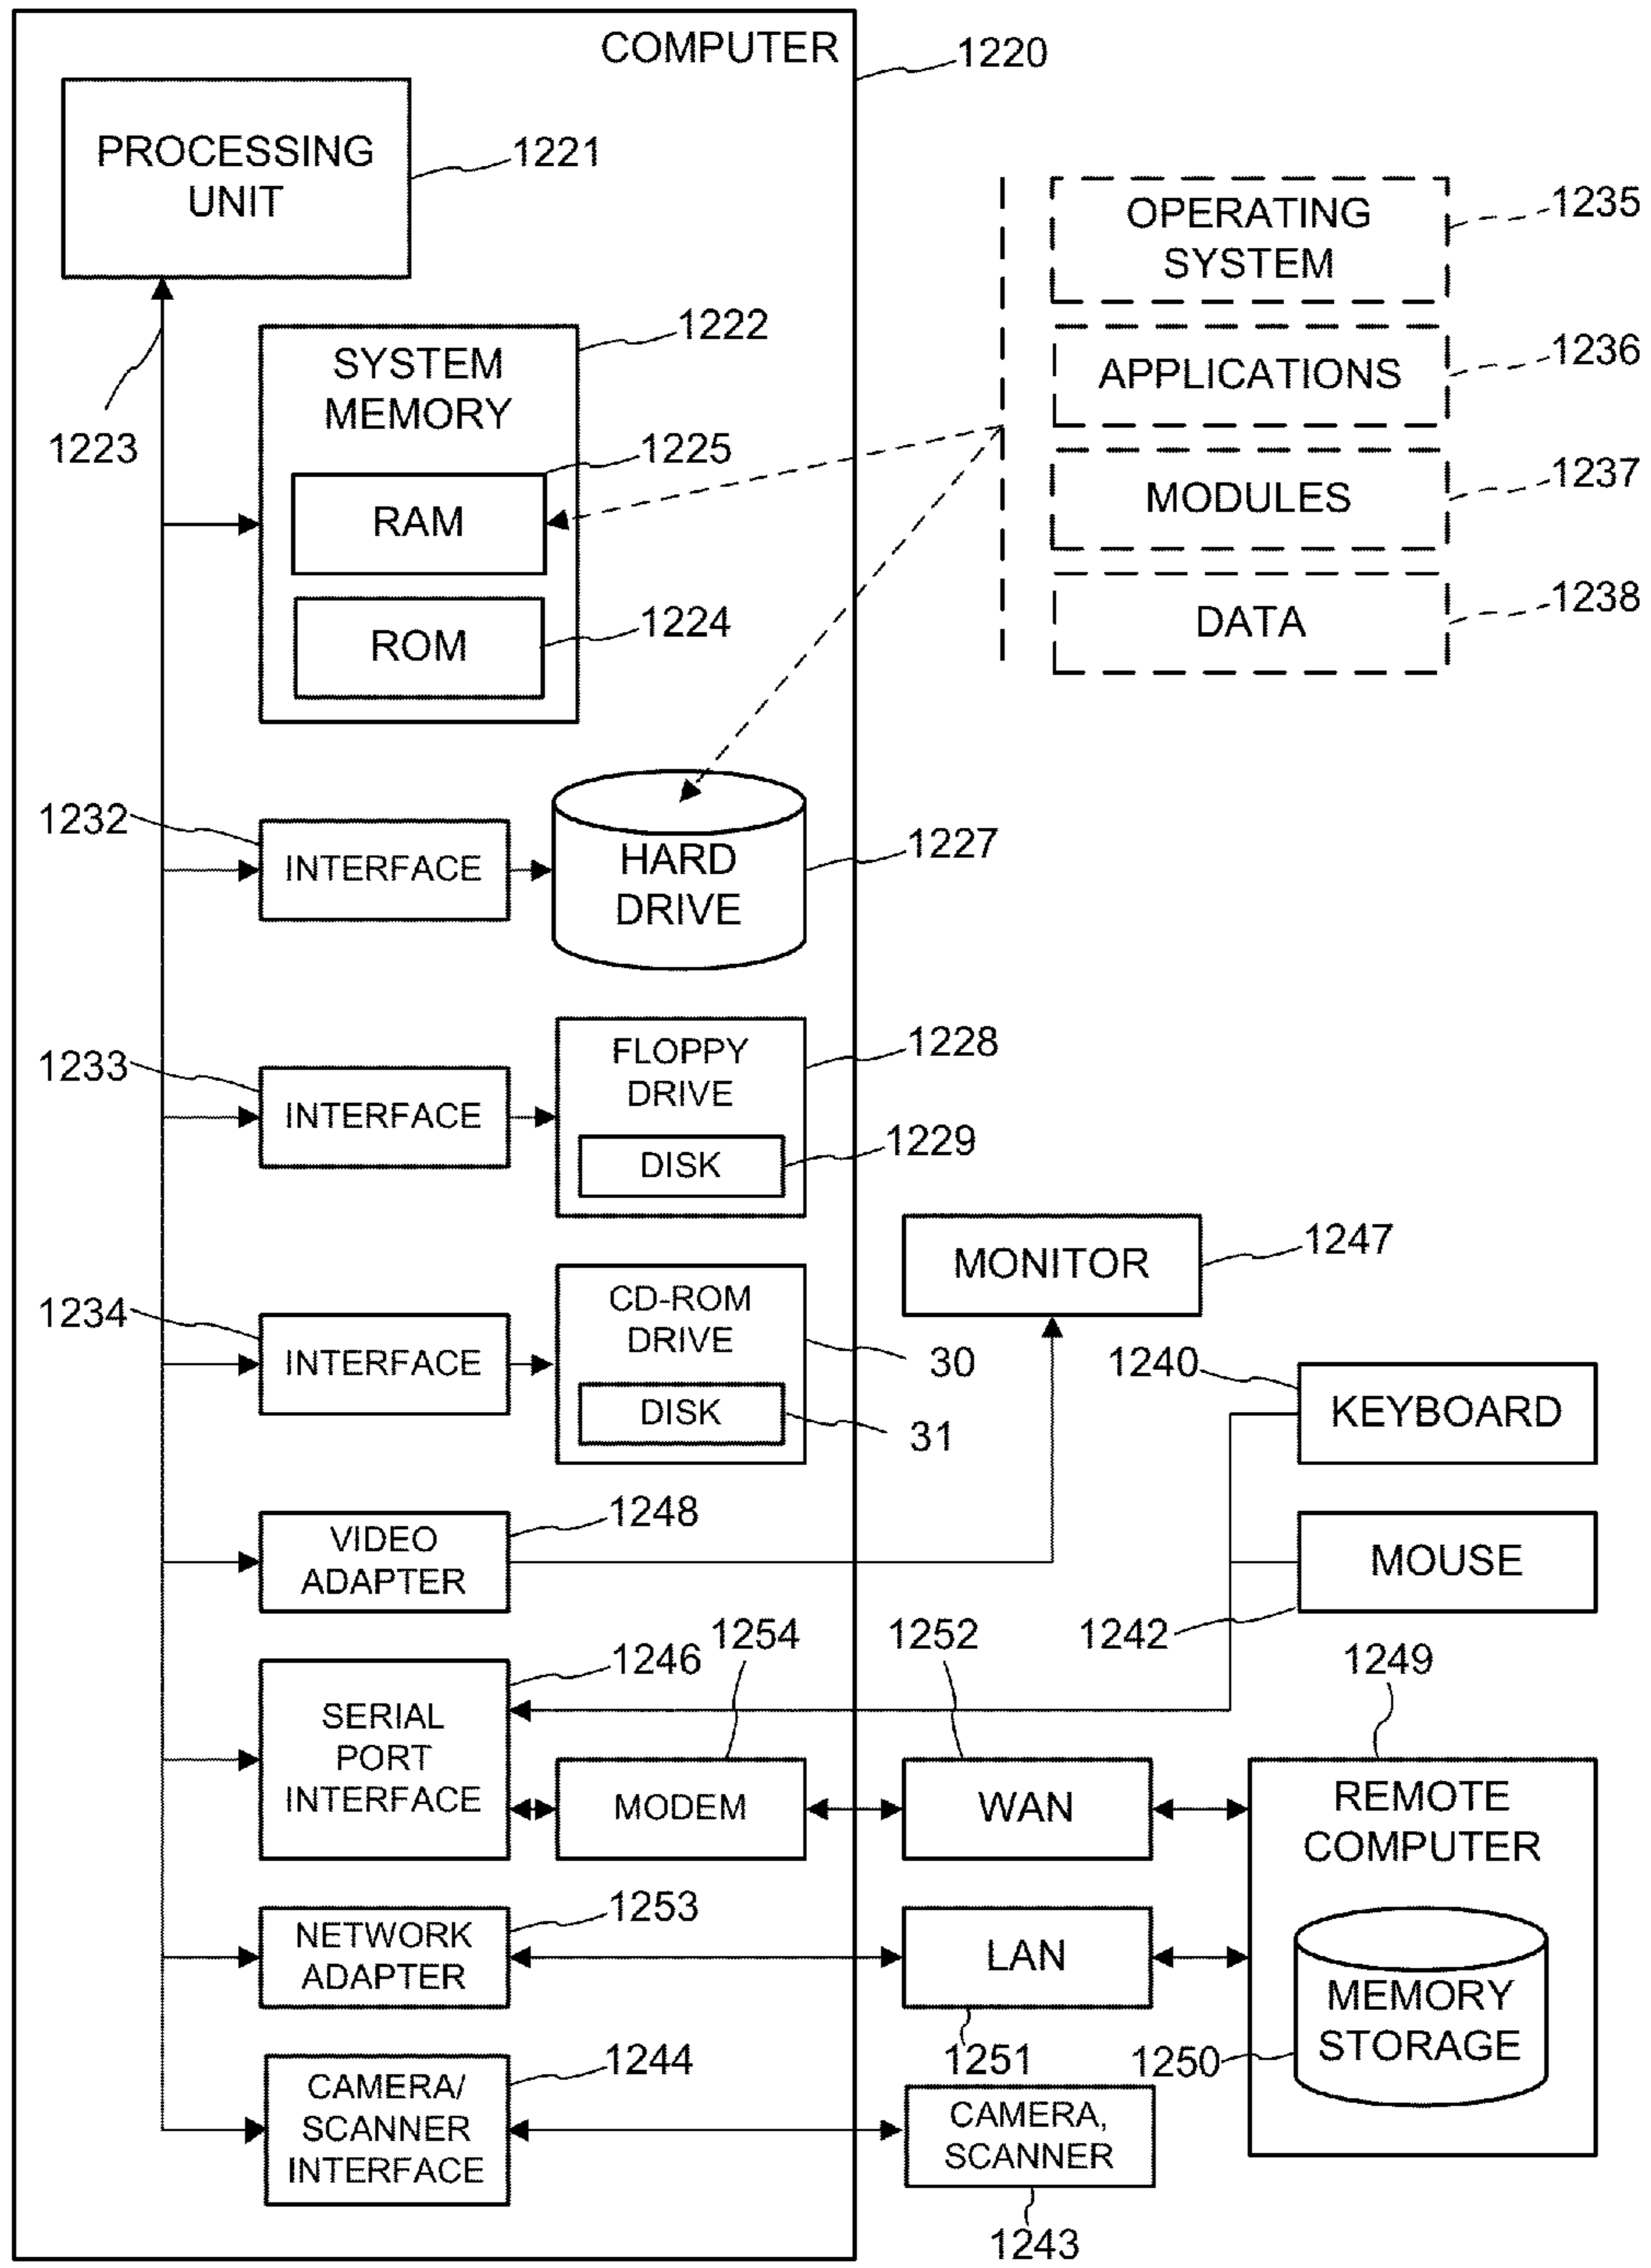 COMPUTER
1220
PROCESSING
UNIT
1221
1223
1222
SYSTEM
MEMORY
1225
RAM
1224
ROM
OPERATING
SYSTEM
1235
APPLICATIONS
1236
MODULES
1237
DATA
1238
1232
INTERFACE
HARD
DRIVE
1227
1233
INTERFACE
FLOPPY
DRIVE
1228
DISK
1229
1234
INTERFACE
CD-ROM
DRIVE
30
DISK
31
MONITOR
1247
1240
KEYBOARD
MOUSE
1242
VIDEO
ADAPTER
1248
1246
SERIAL
PORT
INTERFACE
1254
MODEM
1252
WAN
1249
REMOTE
COMPUTER
MEMORY
STORAGE
1250
NETWORK
ADAPTER
1253
LAN
1251
CAMERA/
SCANNER
INTERFACE
1244
CAMERA,
SCANNER
1243